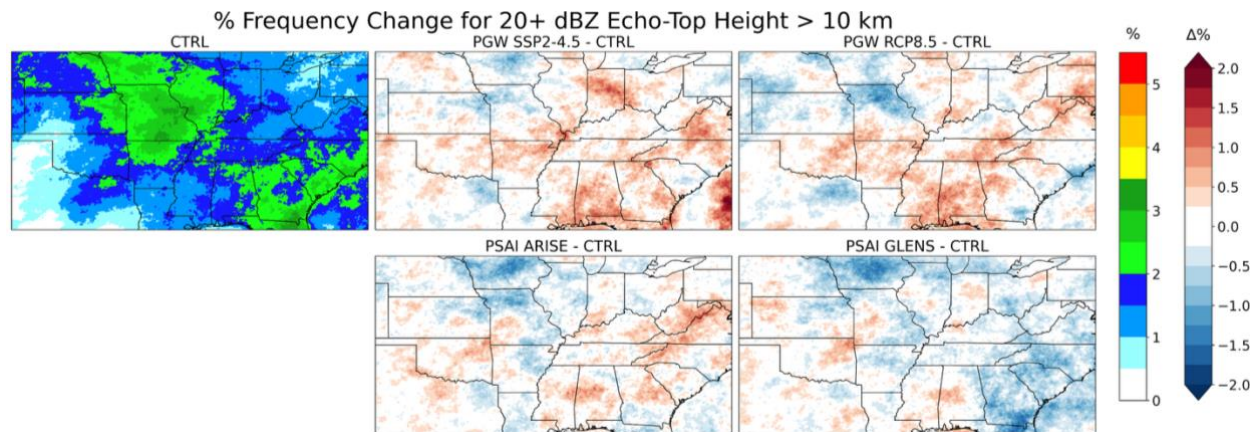 % Frequency Change for 20+ dBZ Echo-Top Height > 10 km
CTRL
PGW SSP2-4.5 - CTRL
PGW RCP8.5 - CTRL
PSAI ARISE - CTRL
PSAI GLENS - CTRL
%
5
4
3
2
1
0
Δ%
2.0
1.5
1.0
0.5
0.0
−0.5
−1.0
−1.5
−2.0